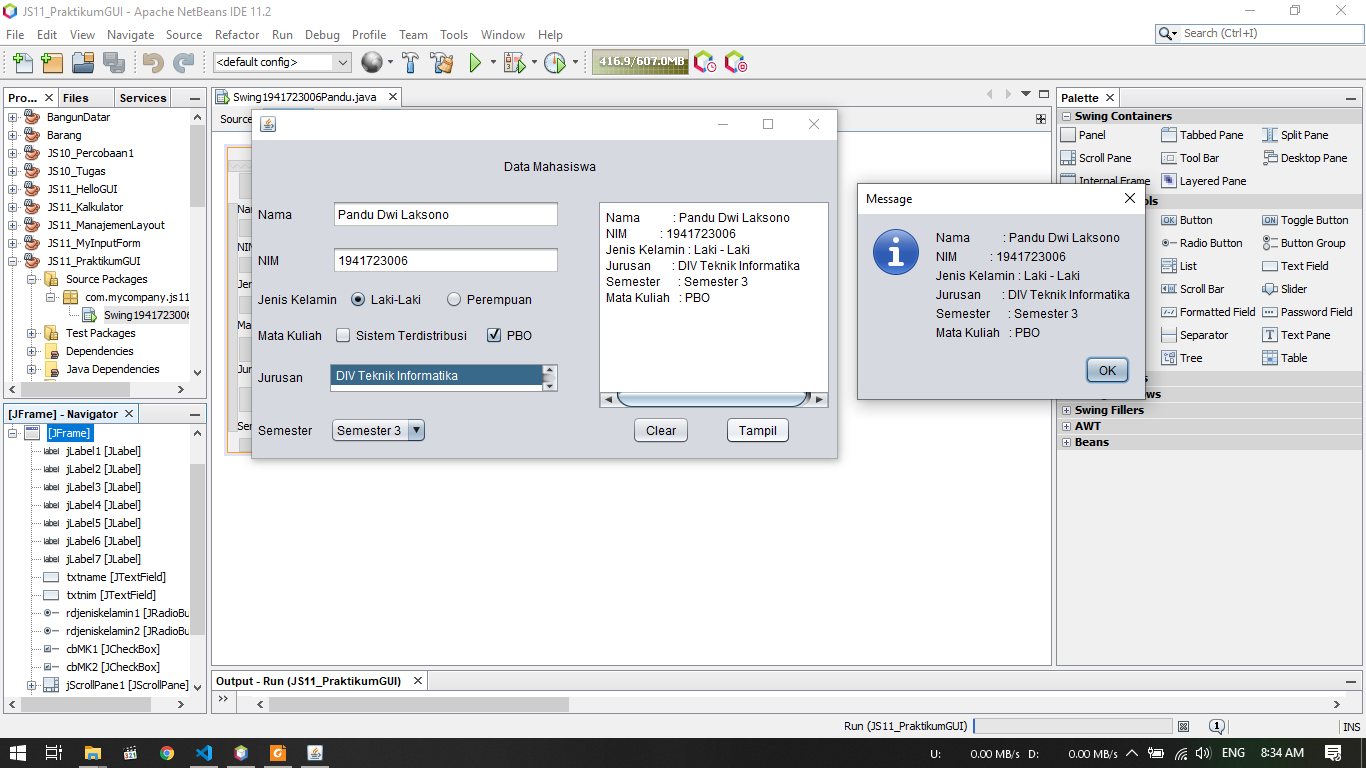 JS11_PraktikumGUI - Apache NetBeans IDE 11.2
File Edit View Navigate Source Refactor Run Debug Profile Team Tools Window Help
Search (Ctrl+I)
<default config>
416.9/607.0MB
Pro... Files Services
BangunDatar
Barang
JS10_Percobaan1
JS10_Tugas
JS11_HelloGUI
JS11_Kalkulator
JS11_ManajemenLayout
JS11_MyInputForm
JS11_PraktikumGUI
Source Packages
com.mycompany.js11
Swing1941723006
Test Packages
Dependencies
Java Dependencies
[JFrame] - Navigator
[JFrame]
jLabel1 [JLabel]
jLabel2 [JLabel]
jLabel3 [JLabel]
jLabel4 [JLabel]
jLabel5 [JLabel]
jLabel6 [JLabel]
jLabel7 [JLabel]
txtname [JTextField]
txtnim [JTextField]
rdjeniskelamin1 [JRadioBu
rdjeniskelamin2 [JRadioBu
cbMK1 [JCheckBox]
cbMK2 [JCheckBox]
jScrollPane1 [JScrollPane]
Swing1941723006Pandu.java
Source
Data Mahasiswa
Nama Pandu Dwi Laksono
NIM 1941723006
Jenis Kelamin Laki-Laki Perempuan
Mata Kuliah Sistem Terdistribusi PBO
Jurusan DIV Teknik Informatika
Semester Semester 3
Nama : Pandu Dwi Laksono
NIM : 1941723006
Jenis Kelamin : Laki - Laki
Jurusan : DIV Teknik Informatika
Semester : Semester 3
Mata Kuliah : PBO
Clear Tampil
Message
Nama : Pandu Dwi Laksono
NIM : 1941723006
Jenis Kelamin : Laki - Laki
Jurusan : DIV Teknik Informatika
Semester : Semester 3
Mata Kuliah : PBO
OK
Palette
Swing Containers
Panel Tabbed Pane Split Pane
Scroll Pane Tool Bar Desktop Pane
Internal Frame Layered Pane
Button Toggle Button
Radio Button Button Group
List Text Field
Scroll Bar Slider
Formatted Field Password Field
Separator Text Pane
Tree Table
Swing Fillers
AWT
Beans
Output - Run (JS11_PraktikumGUI)
Run (JS11_PraktikumGUI)
1
INS
U: 0.00 MB/s D: 0.00 MB/s ENG 8:34 AM